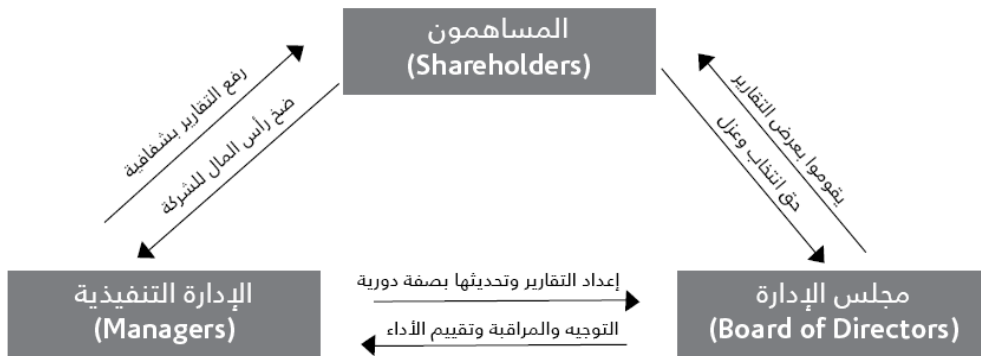 المساهمون
(Shareholders)
رفع التقارير بشفافية
ضخ رأس المال للشركة
يقوموا بعرض التقارير
حق انتخاب وعزل
الإدارة التنفيذية
(Managers)
إعداد التقارير وتحديثها بصفة دورية
التوجيه والمراقبة وتقييم الأداء
مجلس الإدارة
(Board of Directors)